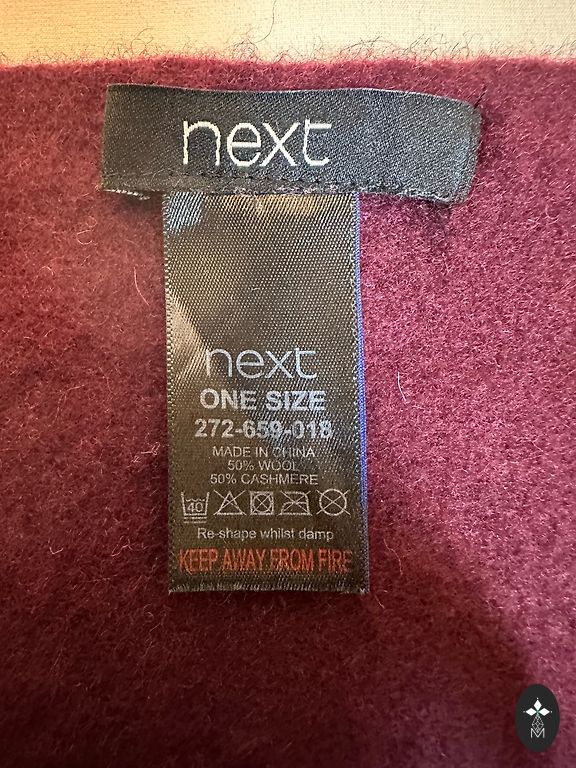 next
next
ONE SIZE
272-659-018
MADE IN CHINA
50% WOOL
50% CASHMERE
40
Re-shape whilst damp
KEEP AWAY FROM FIRE
M